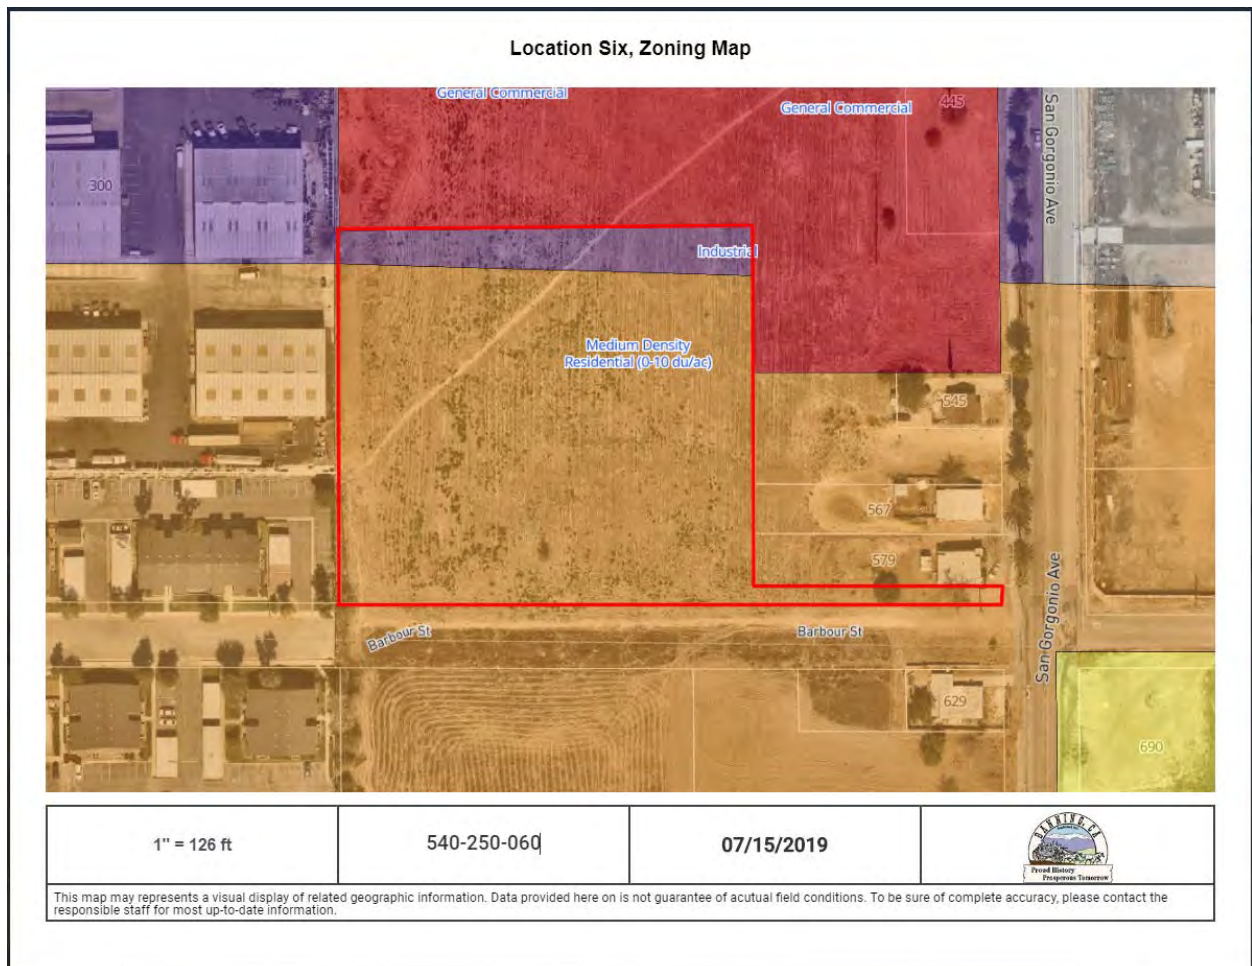 Location Six, Zoning Map
General Commercial
General Commercial
445
San Gorgonio Ave
300
Industrial
Medium Density
Residential (0-10 du/ac)
545
567
579
San Gorgonio Ave
Barbour St
Barbour St
629
690
1" = 126 ft
540-250-060
07/15/2019
BANNING, CA
Proud History
Prosperous Tomorrow
This map may represents a visual display of related geographic information. Data provided here on is not guarantee of acutual field conditions. To be sure of complete accuracy, please contact the
responsible staff for most up-to-date information.